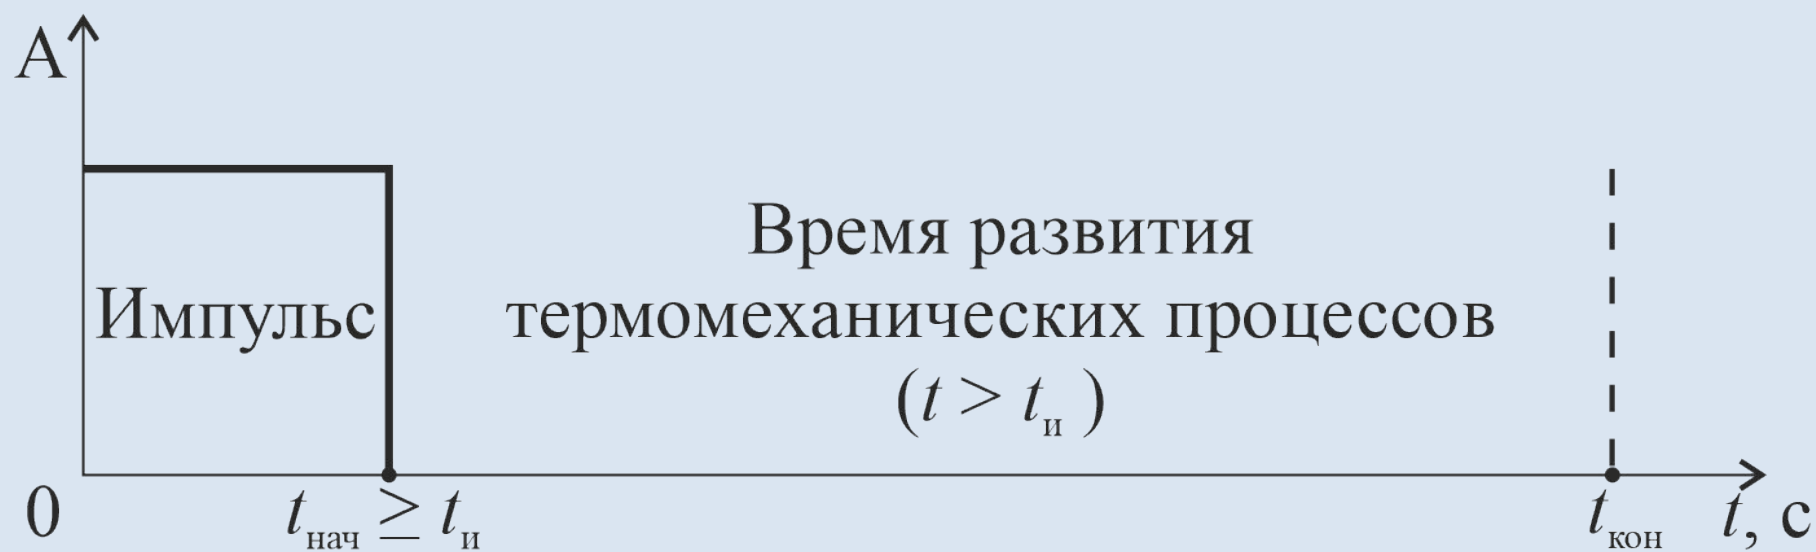 А
Импульс
Время развития
термомеханических процессов
(t > tи )
0
tнач ≥ tи
tкон
t, с